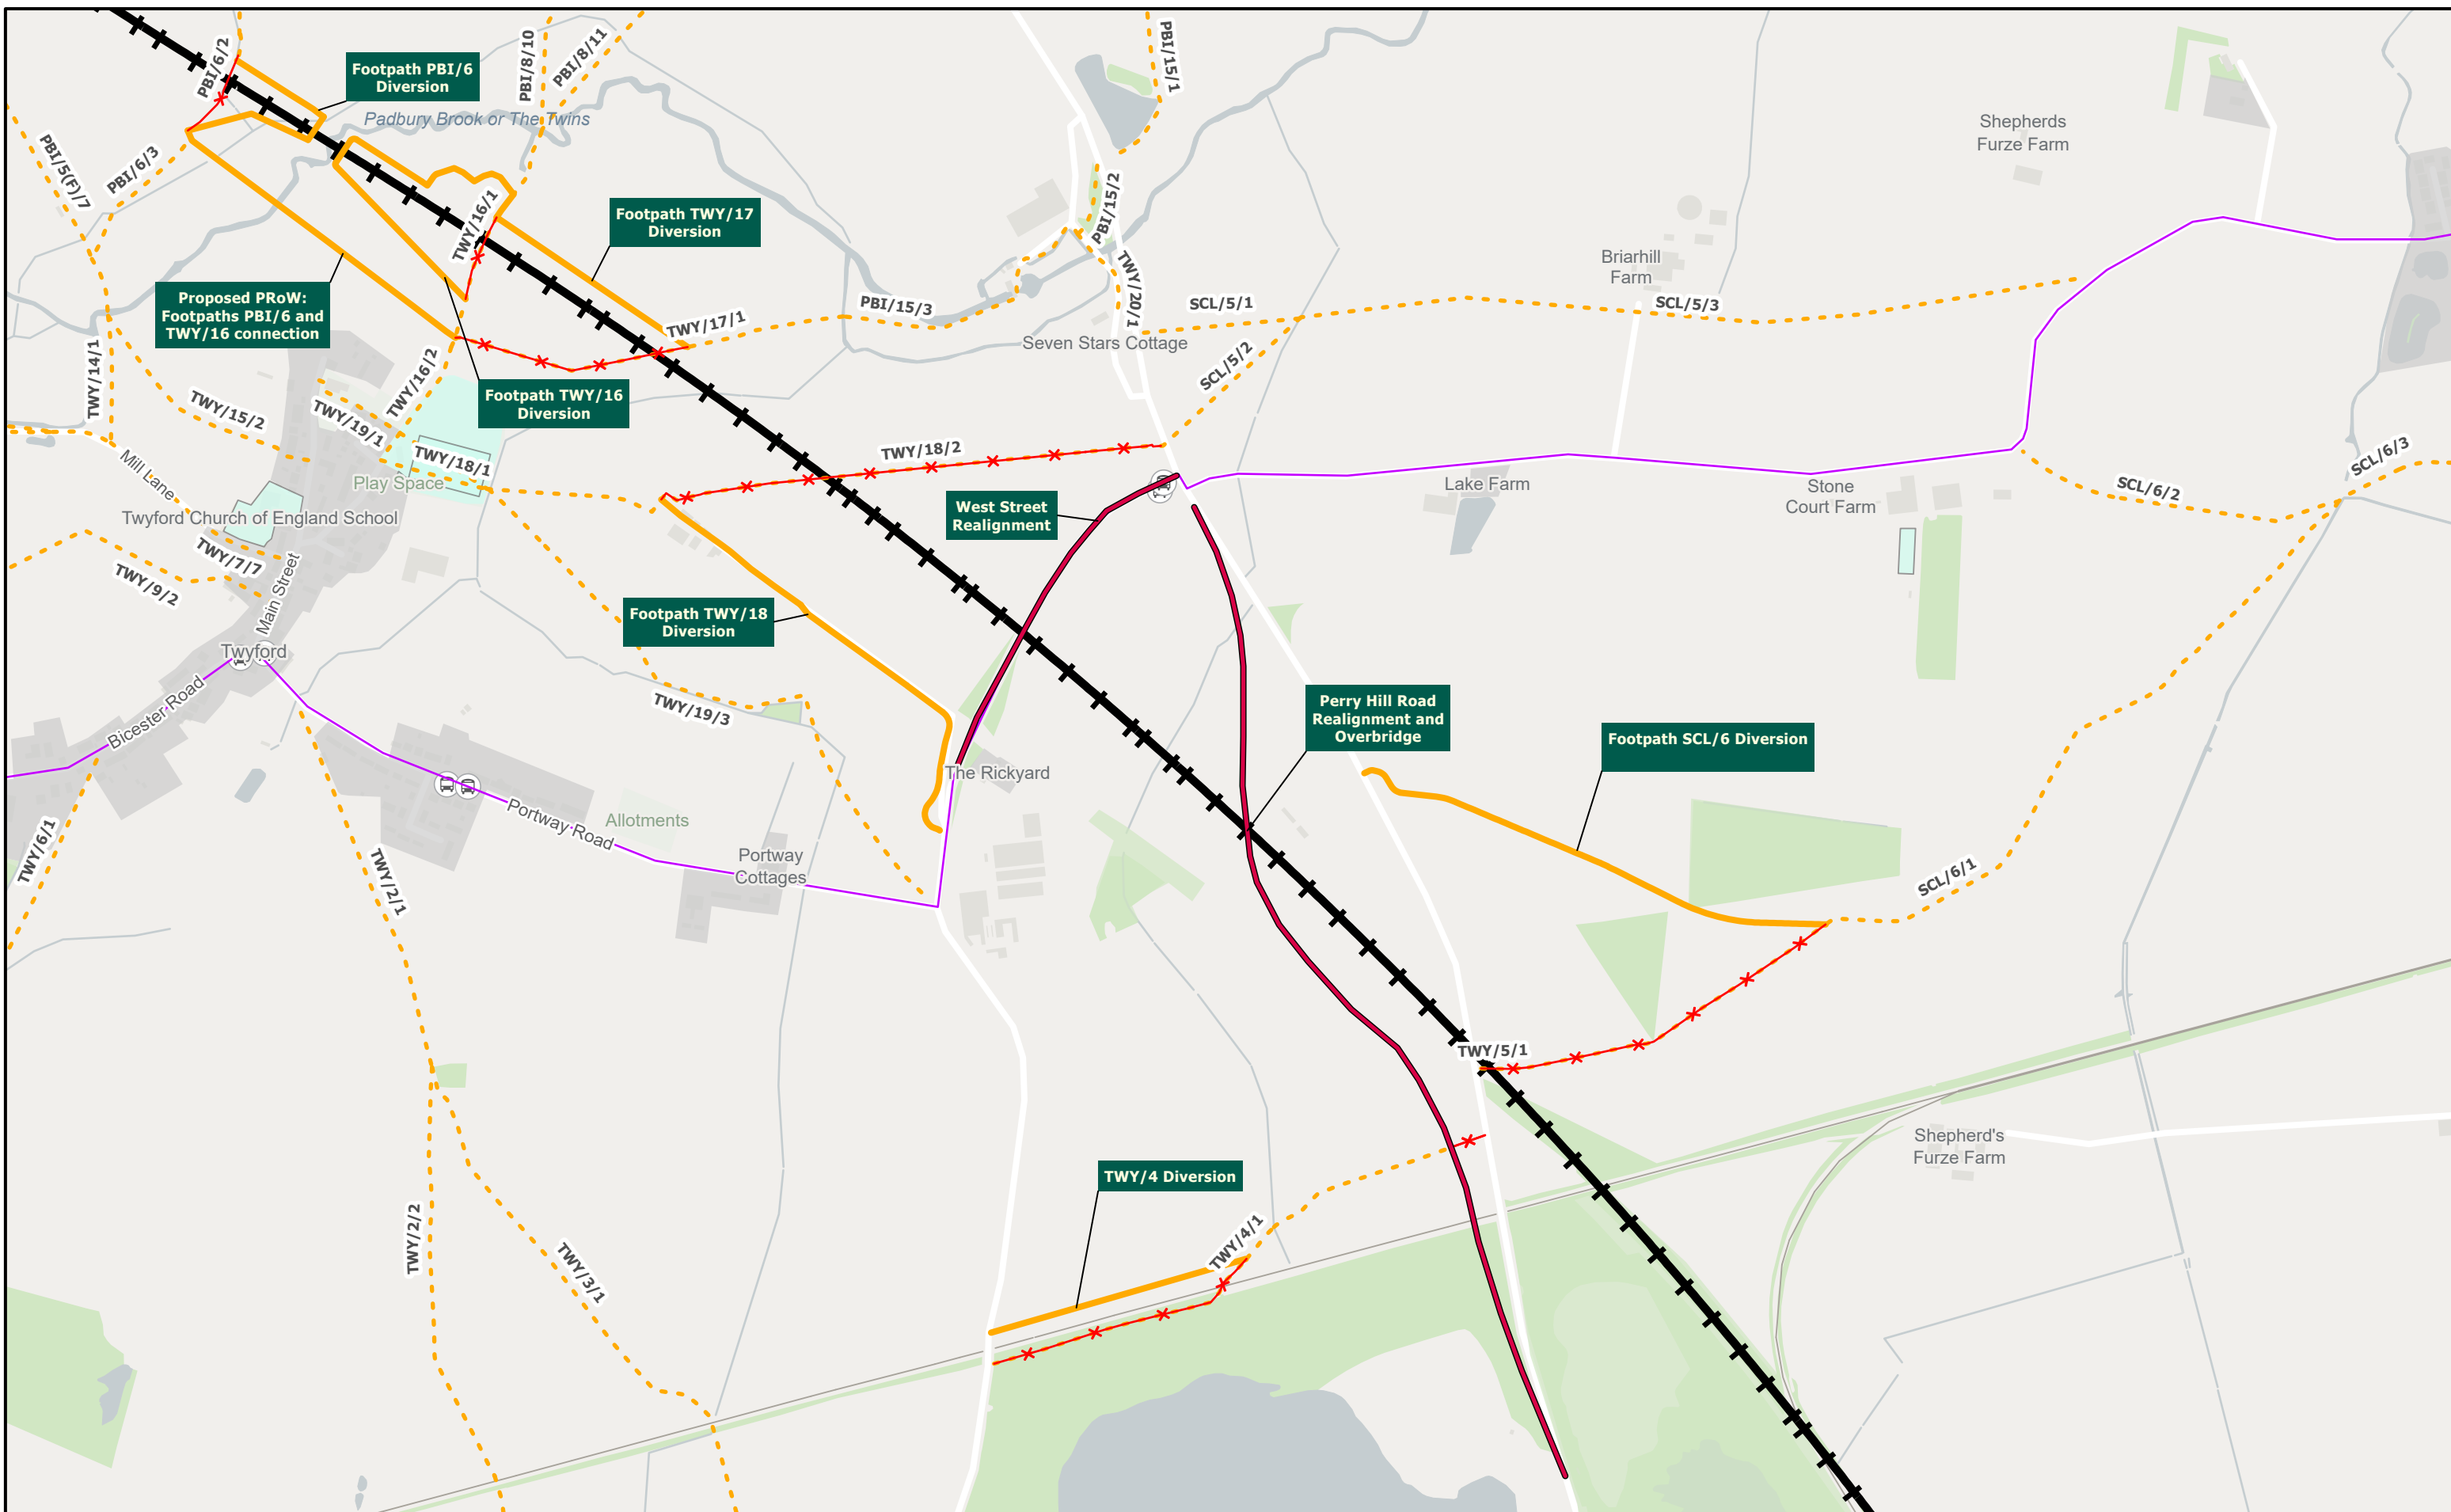 PBI/6/2
Footpath PBI/6
Diversion
PBI/8/10
PBI/8/11
PBI/15/1
Padbury Brook or The Twins
Shepherds
Furze Farm
PBI/5(F)/7
PBI/6/3
TWY/16/1
Footpath TWY/17
Diversion
PBI/15/2
TWY/20/1
Briarhill
Farm
Proposed PRoW:
Footpaths PBI/6 and
TWY/16 connection
TWY/17/1
PBI/15/3
SCL/5/1
SCL/5/3
Seven Stars Cottage
SCL/5/2
TWY/14/1
TWY/15/2
TWY/19/1
TWY/16/2
Footpath TWY/16
Diversion
TWY/18/1
TWY/18/2
Mill Lane
Play Space
Twyford Church of England School
West Street
Realignment
Lake Farm
Stone
Court Farm
SCL/6/2
SCL/6/3
TWY/7/7
TWY/9/2
Main Street
Twyford
Footpath TWY/18
Diversion
TWY/19/3
Bicester Road
Perry Hill Road
Realignment and
Overbridge
Footpath SCL/6 Diversion
The Rickyard
Portway Road
Allotments
Portway
Cottages
TWY/6/1
TWY/2/1
SCL/6/1
TWY/5/1
Shepherd's
Furze Farm
TWY/4 Diversion
TWY/4/1
TWY/2/2
TWY/3/1